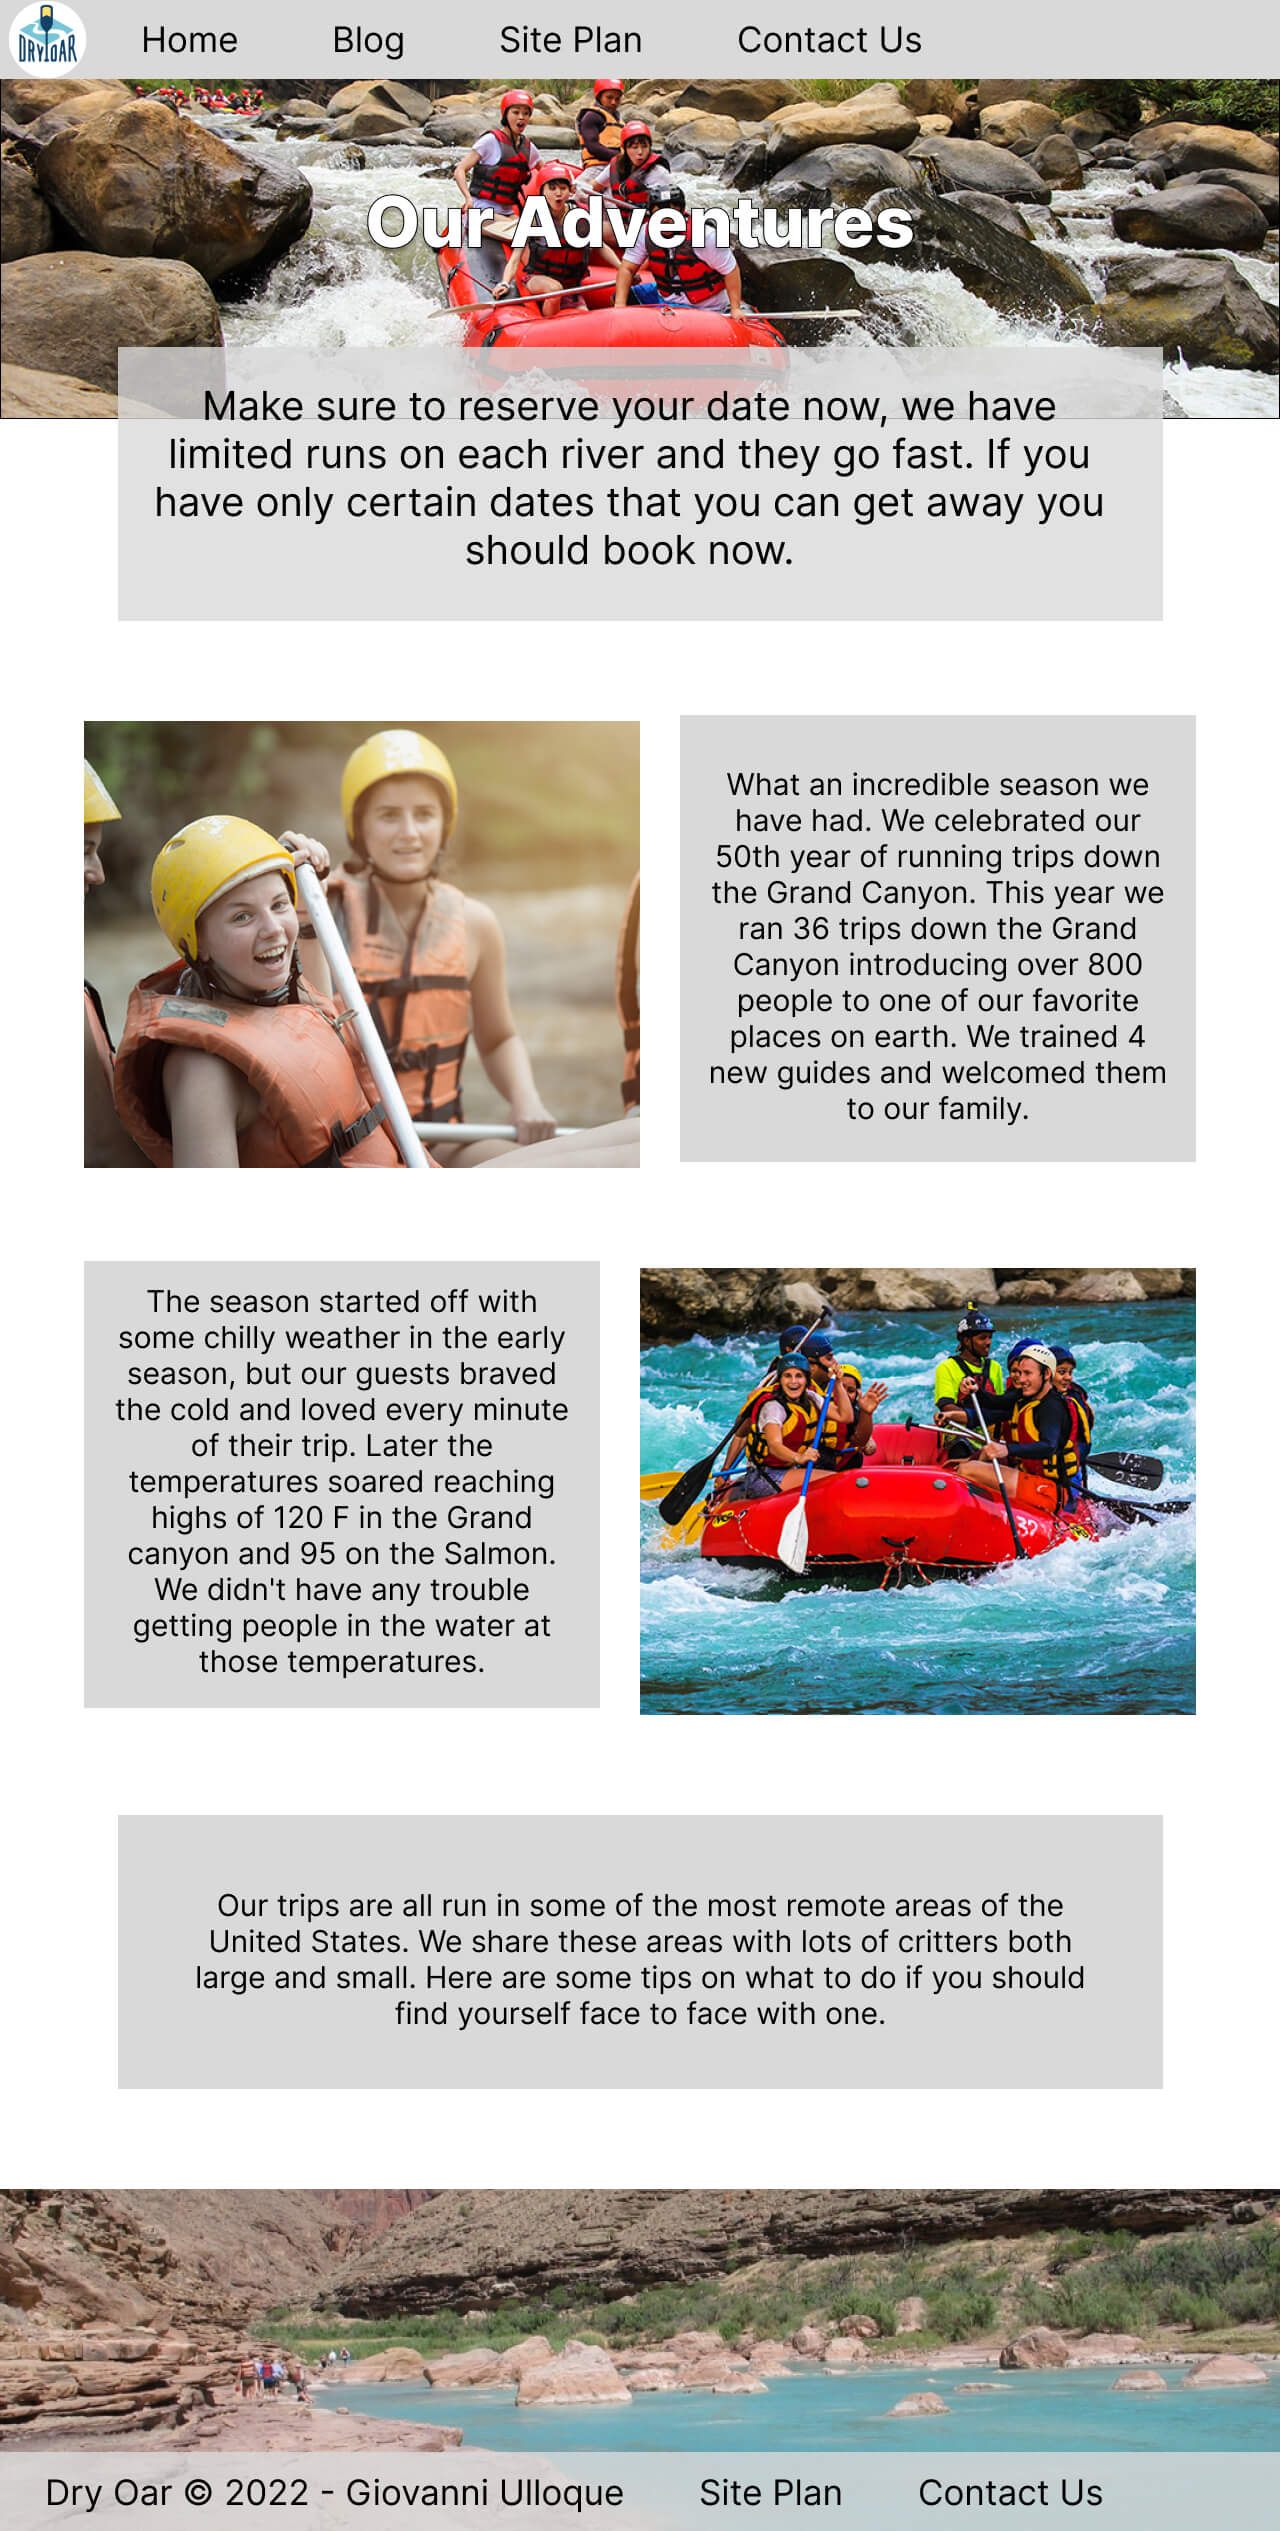 DRY OAR
Home Blog Site Plan Contact Us
Our Adventures
Make sure to reserve your date now, we have
limited runs on each river and they go fast. If you
have only certain dates that you can get away you
should book now.
What an incredible season we
have had. We celebrated our
50th year of running trips down
the Grand Canyon. This year we
ran 36 trips down the Grand
Canyon introducing over 800
people to one of our favorite
places on earth. We trained 4
new guides and welcomed them
to our family.
The season started off with
some chilly weather in the early
season, but our guests braved
the cold and loved every minute
of their trip. Later the
temperatures soared reaching
highs of 120 F in the Grand
canyon and 95 on the Salmon.
We didn't have any trouble
getting people in the water at
those temperatures.
32
Our trips are all run in some of the most remote areas of the
United States. We share these areas with lots of critters both
large and small. Here are some tips on what to do if you should
find yourself face to face with one.
Dry Oar © 2022 - Giovanni Ulloque Site Plan Contact Us